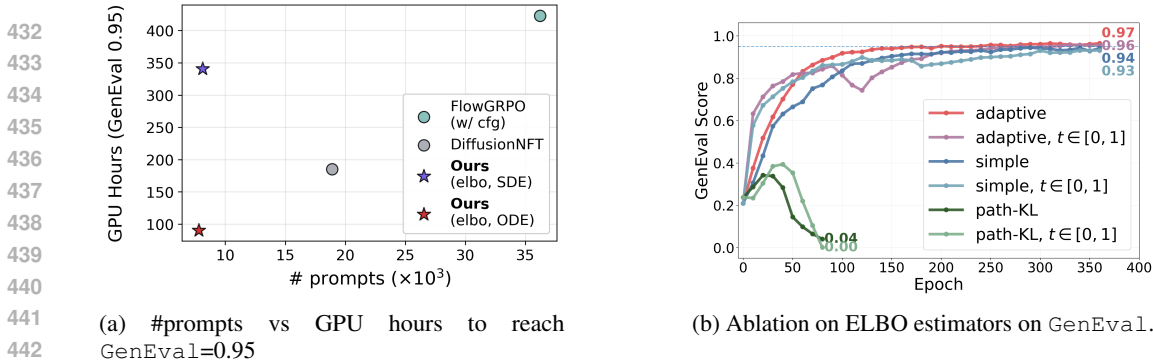 432
433
434
435
436
437
438
439
440
441
442
GPU Hours (GenEval 0.95)
400
350
300
250
200
150
100
10
15
20
25
30
35
# prompts (×10³)
FlowGRPO
(w/ cfg)
DiffusionNFT
Ours
(elbo, SDE)
Ours
(elbo, ODE)
(a) #prompts vs GPU hours to reach
GenEval=0.95
GenEval Score
1.0
0.8
0.6
0.4
0.2
0.0
0
50
100
150
200
250
300
350
400
Epoch
0.97
0.96
0.94
0.93
0.04
0.00
adaptive
adaptive, t ∈ [0, 1]
simple
simple, t ∈ [0, 1]
path-KL
path-KL, t ∈ [0, 1]
(b) Ablation on ELBO estimators on GenEval.